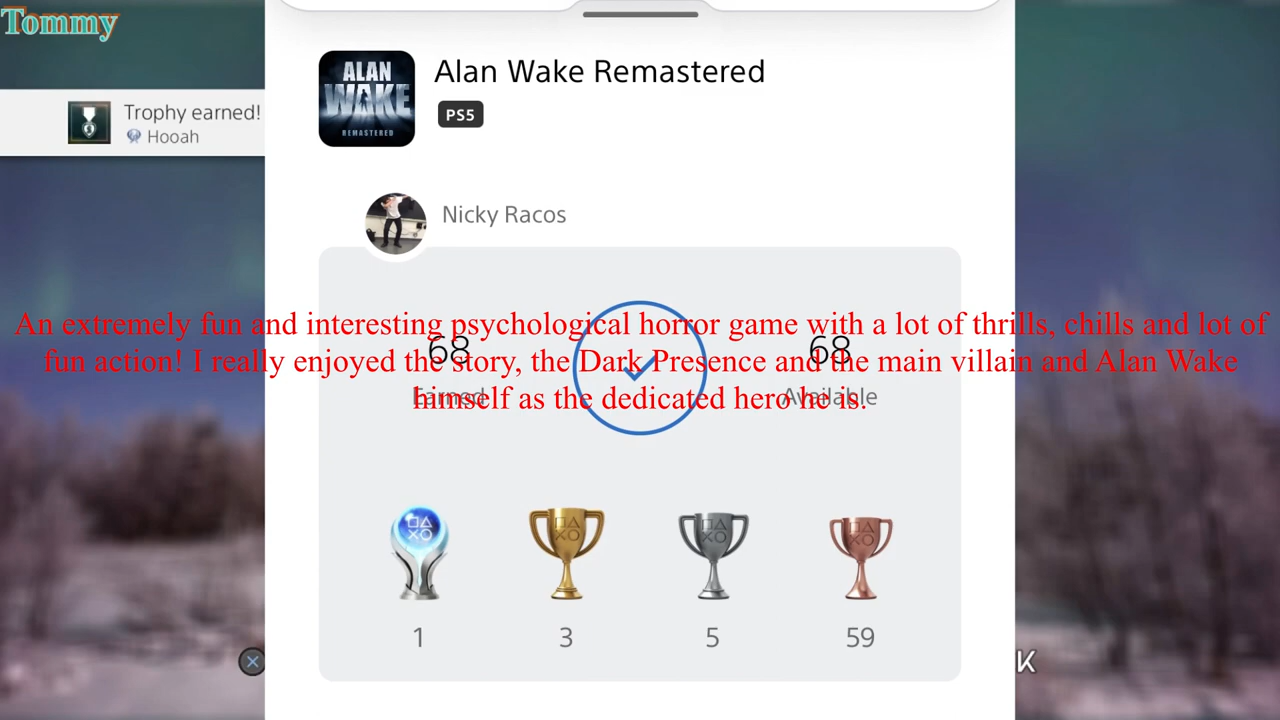 Tommy
Trophy earned!
Hooah
ALAN
WAKE
REMASTERED
Alan Wake Remastered
PS5
Nicky Racos
An extremely fun and interesting psychological horror game with a lot of thrills, chills and lot of
fun action! I really enjoyed the story, the Dark Presence and the main villain and Alan Wake
himself as the dedicated hero he is.
68
Earned
68
Available
1
3
5
59
K